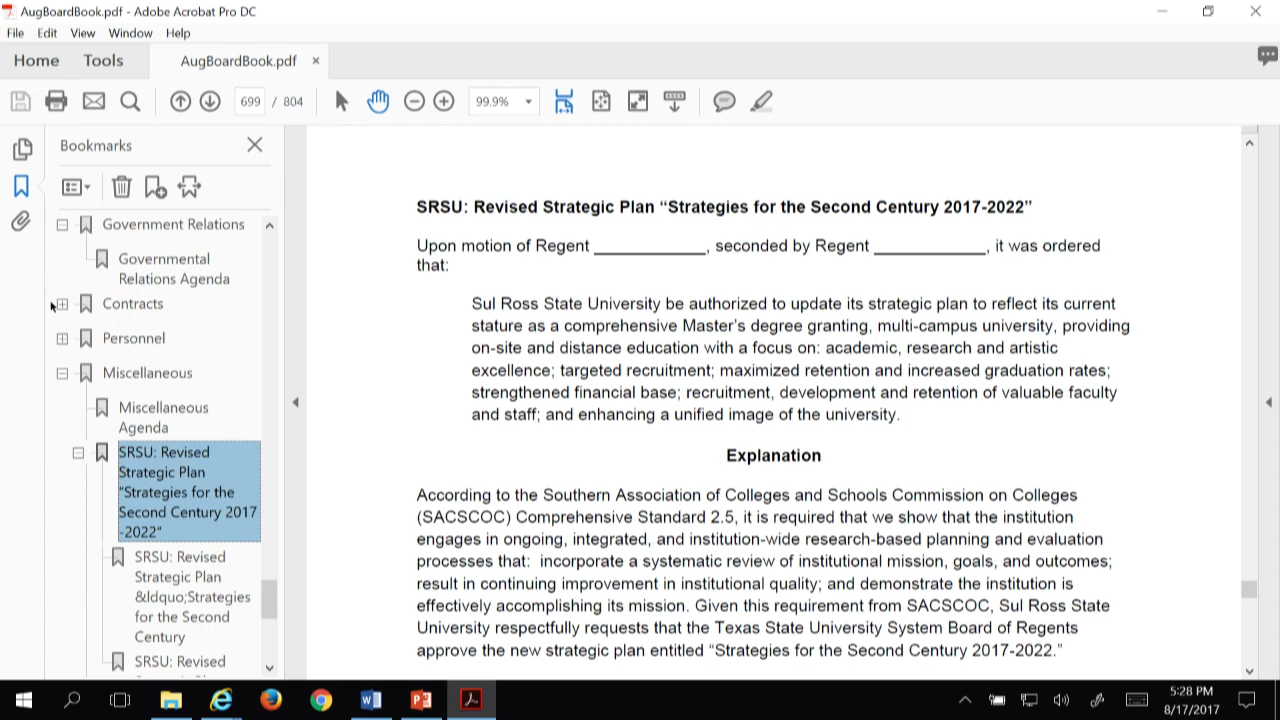 AugBoardBook.pdf - Adobe Acrobat Pro DC
File Edit View Window Help
Home Tools AugBoardBook.pdf ×
699 / 804 99.9%
Bookmarks
Government Relations
Governmental
Relations Agenda
Contracts
Personnel
Miscellaneous
Miscellaneous
Agenda
SRSU: Revised
Strategic Plan
"Strategies for the
Second Century 2017
-2022"
SRSU: Revised
Strategic Plan
&ldquo;Strategies
for the Second
Century
SRSU: Revised
SRSU: Revised Strategic Plan “Strategies for the Second Century 2017-2022”
Upon motion of Regent ____________, seconded by Regent ____________, it was ordered
that:
Sul Ross State University be authorized to update its strategic plan to reflect its current
stature as a comprehensive Master’s degree granting, multi-campus university, providing
on-site and distance education with a focus on: academic, research and artistic
excellence; targeted recruitment; maximized retention and increased graduation rates;
strengthened financial base; recruitment, development and retention of valuable faculty
and staff; and enhancing a unified image of the university.
Explanation
According to the Southern Association of Colleges and Schools Commission on Colleges
(SACSCOC) Comprehensive Standard 2.5, it is required that we show that the institution
engages in ongoing, integrated, and institution-wide research-based planning and evaluation
processes that: incorporate a systematic review of institutional mission, goals, and outcomes;
result in continuing improvement in institutional quality; and demonstrate the institution is
effectively accomplishing its mission. Given this requirement from SACSCOC, Sul Ross State
University respectfully requests that the Texas State University System Board of Regents
approve the new strategic plan entitled “Strategies for the Second Century 2017-2022.”
5:28 PM
8/17/2017